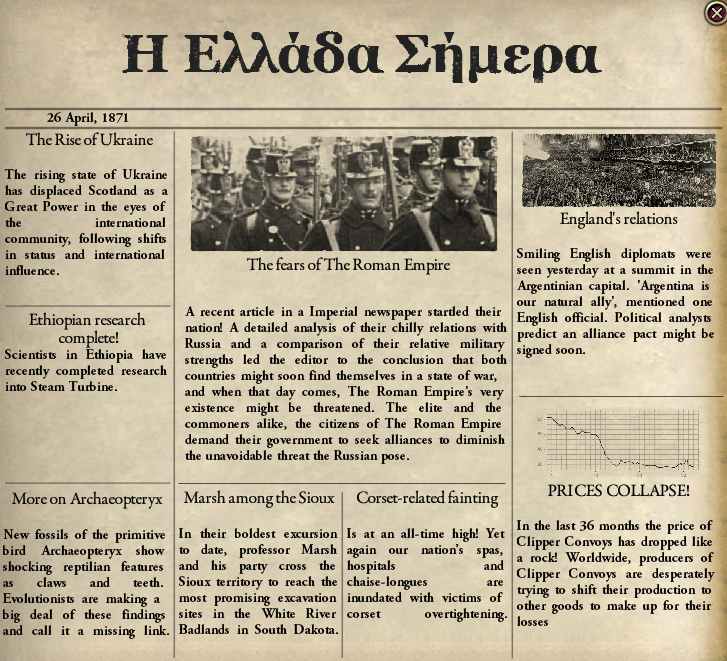 Η Ελλάδα Σήμερα
26 April, 1871
The Rise of Ukraine
The rising state of Ukraine
has displaced Scotland as a
Great Power in the eyes of
the international
community, following shifts
in status and international
influence.
Ethiopian research
complete!
Scientists in Ethiopia have
recently completed research
into Steam Turbine.
The fears of The Roman Empire
A recent article in a Imperial newspaper startled their
nation! A detailed analysis of their chilly relations with
Russia and a comparison of their relative military
strengths led the editor to the conclusion that both
countries might soon find themselves in a state of war,
and when that day comes, The Roman Empire's very
existence might be threatened. The elite and the
commoners alike, the citizens of The Roman Empire
demand their government to seek alliances to diminish
the unavoidable threat the Russian pose.
England's relations
Smiling English diplomats were
seen yesterday at a summit in the
Argentinian capital. 'Argentina is
our natural ally', mentioned one
English official. Political analysts
predict an alliance pact might be
signed soon.
PRICES COLLAPSE!
In the last 36 months the price of
Clipper Convoys has dropped like
a rock! Worldwide, producers of
Clipper Convoys are desperately
trying to shift their production to
other goods to make up for their
losses
More on Archaeopteryx
New fossils of the primitive
bird Archaeopteryx show
shocking reptilian features
as claws and teeth.
Evolutionists are making a
big deal of these findings
and call it a missing link.
Marsh among the Sioux
In their boldest excursion
to date, professor Marsh
and his party cross the
Sioux territory to reach the
most promising excavation
sites in the White River
Badlands in South Dakota.
Corset-related fainting
Is at an all-time high! Yet
again our nation's spas,
hospitals and
chaise-longues are
inundated with victims of
corset overtightening.